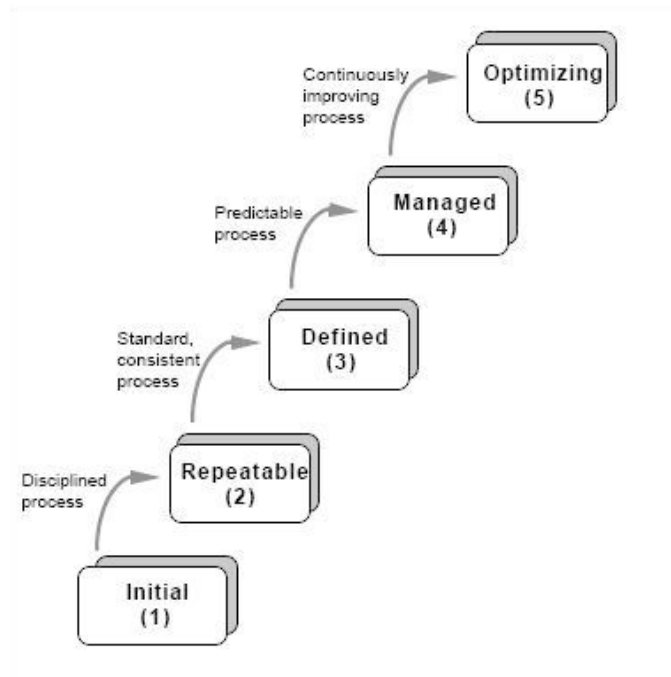 Continuously
improving
process
Optimizing
(5)
Predictable
process
Managed
(4)
Standard,
consistent
process
Defined
(3)
Disciplined
process
Repeatable
(2)
Initial
(1)